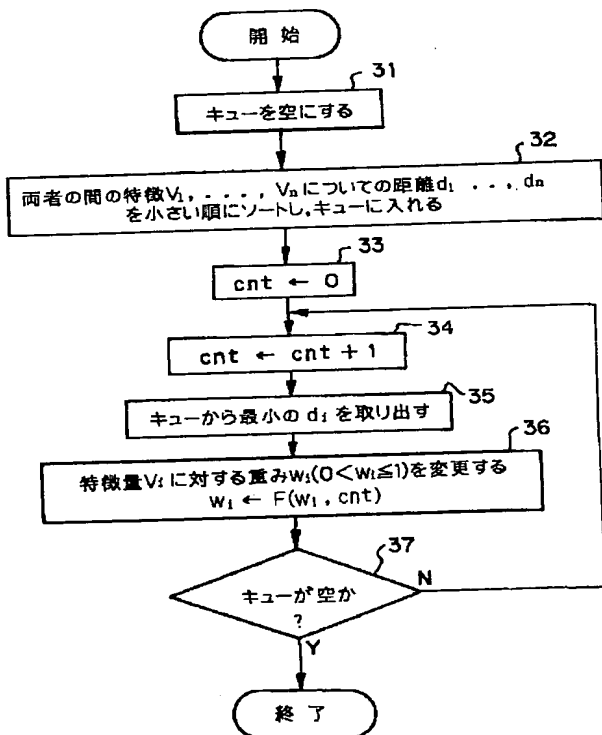 開始
31
キューを空にする
32
両者の間の特徴V1, . . . . , Vnについての距離d1 . . ., dn
を小さい順にソートし,キューに入れる
33
cnt ← 0
34
cnt ← cnt + 1
35
キューから最小のdiを取り出す
36
特徴量Viに対する重みwi(0<wi≦1)を変更する
wi ← F(wi, cnt)
37
キューが空か
?
N
Y
終了